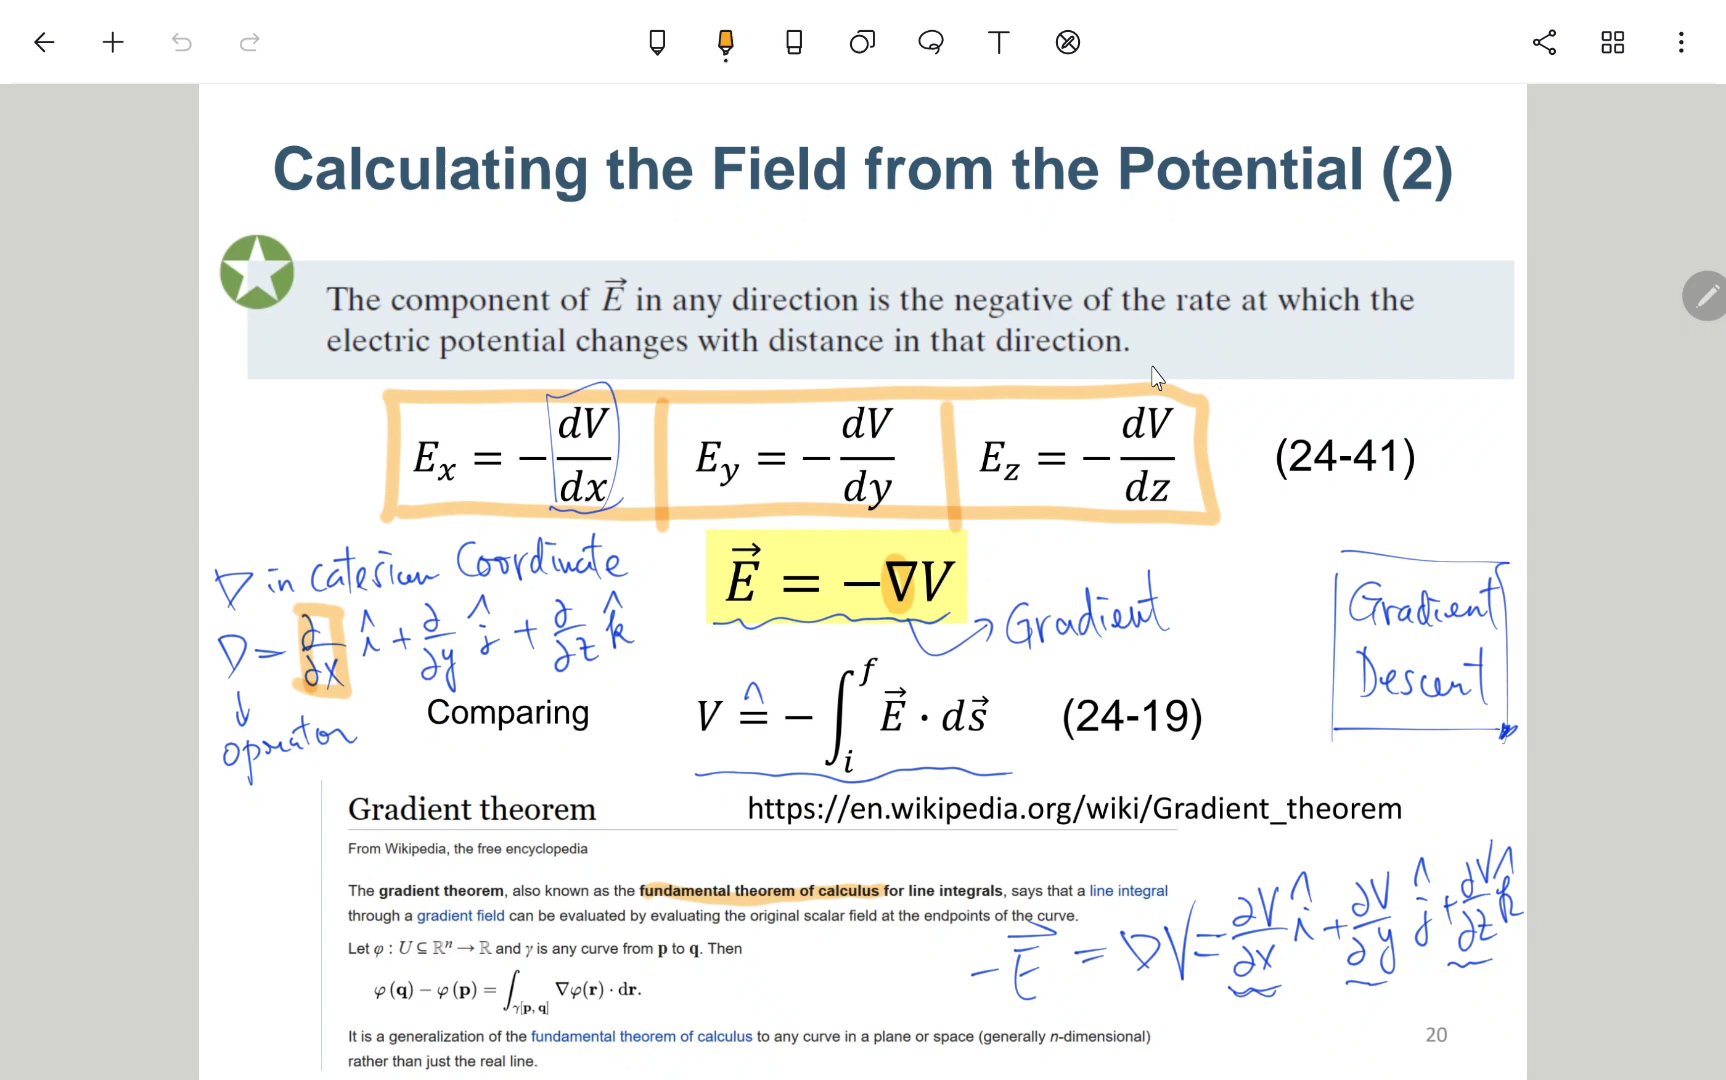 Calculating the Field from the Potential (2)
The component of E⃗ in any direction is the negative of the rate at which the
electric potential changes with distance in that direction.
E_x = −dV/dx E_y = −dV/dy E_z = −dV/dz (24-41)
∇ in Catesian Coordinate
E⃗ = −∇V
Gradient
Gradient
Descent
∇ = ∂/∂x î + ∂/∂y ĵ + ∂/∂z k̂
↓
operator
Comparing V ≙ −∫_i^f E⃗ · ds⃗ (24-19)
Gradient theorem https://en.wikipedia.org/wiki/Gradient_theorem
From Wikipedia, the free encyclopedia
The gradient theorem, also known as the fundamental theorem of calculus for line integrals, says that a line integral
through a gradient field can be evaluated by evaluating the original scalar field at the endpoints of the curve.
Let φ : U ⊆ ℝⁿ → ℝ and γ is any curve from p to q. Then
φ(q) − φ(p) = ∫_γ[p, q] ∇φ(r) · dr.
−E⃗ = ∇V = ∂V/∂x î + ∂V/∂y ĵ + ∂V/∂z k̂
It is a generalization of the fundamental theorem of calculus to any curve in a plane or space (generally n-dimensional)
rather than just the real line.
20